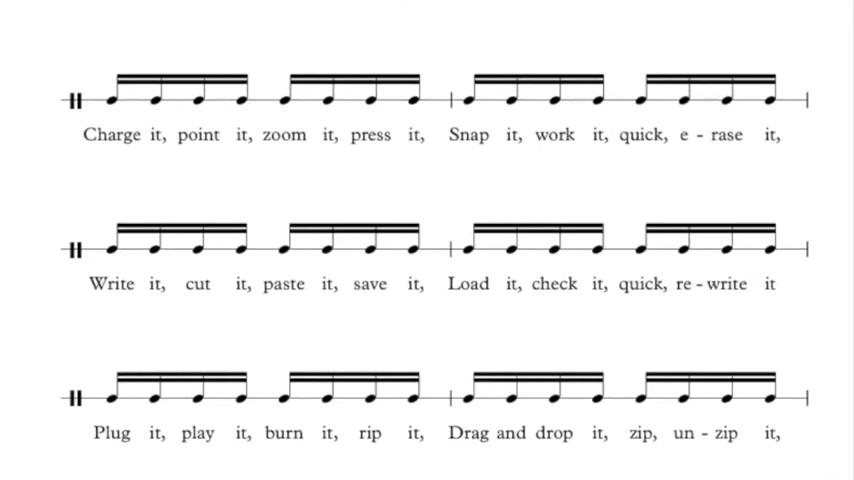 Charge it, point it, zoom it, press it, Snap it, work it, quick, e - rase it,
Write it, cut it, paste it, save it, Load it, check it, quick, re - write it
Plug it, play it, burn it, rip it, Drag and drop it, zip, un - zip it,